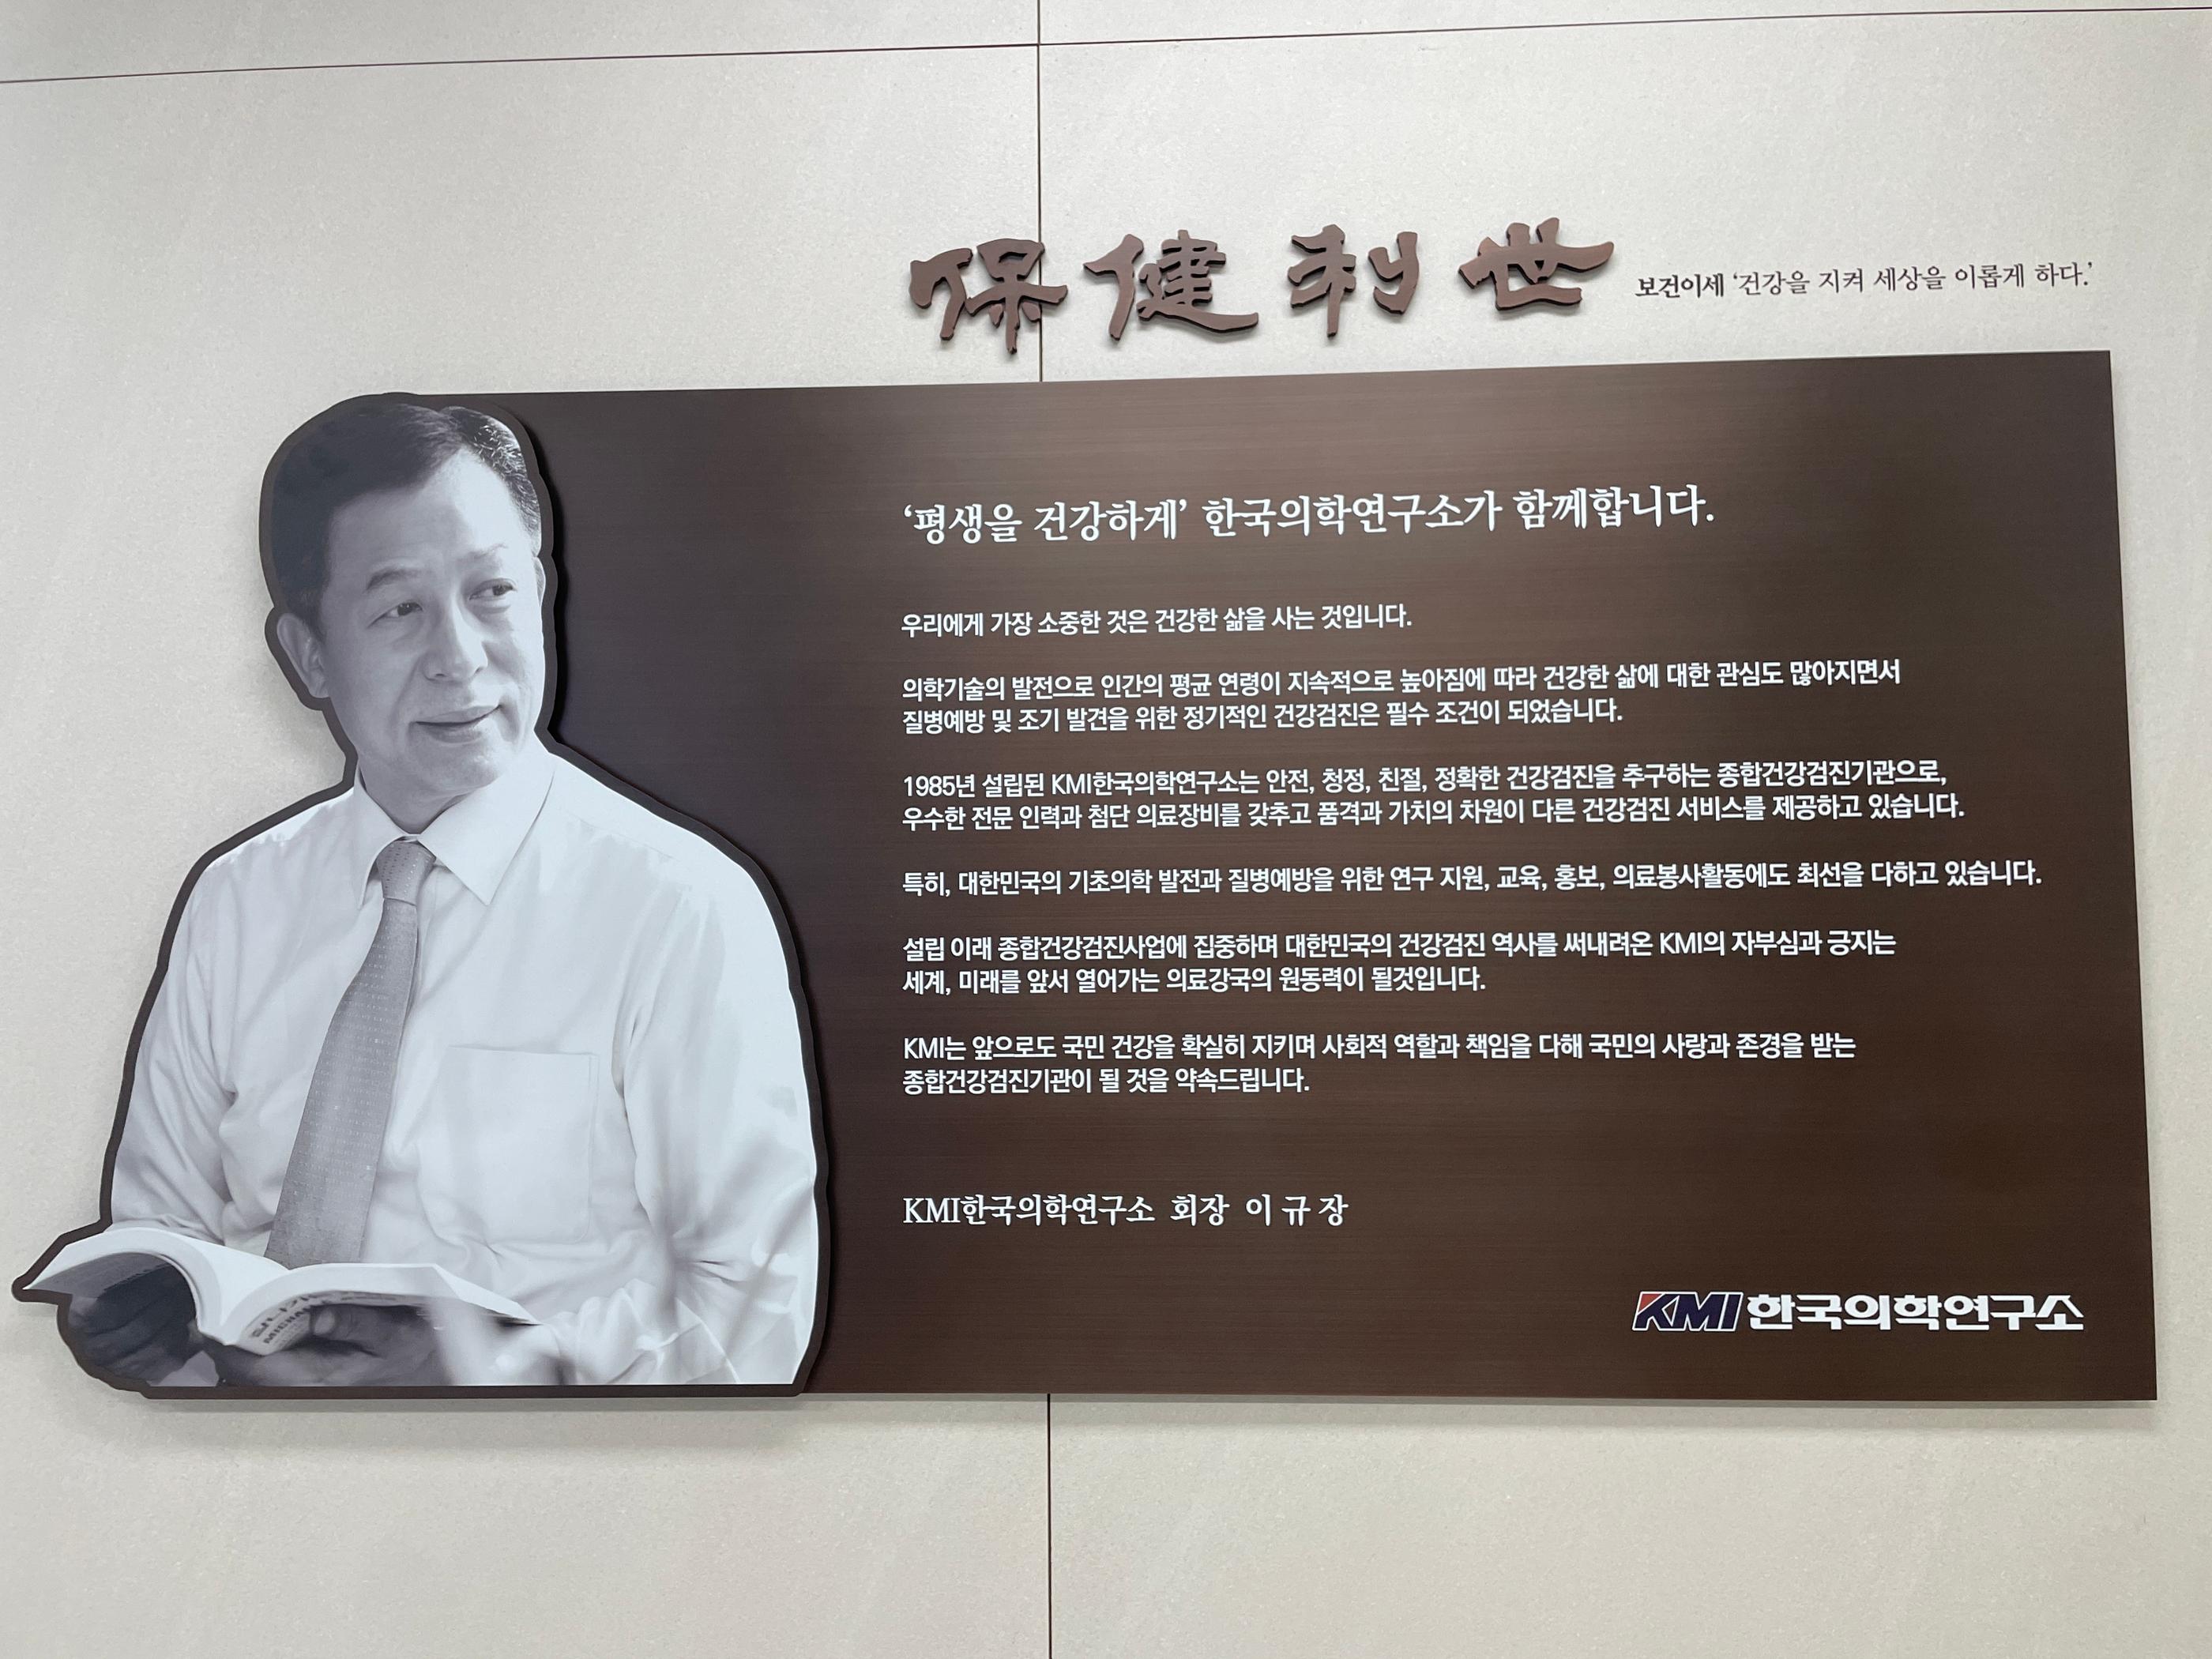 保健利世 보건이세 '건강을 지켜 세상을 이롭게 하다.'
'평생을 건강하게' 한국의학연구소가 함께합니다.
우리에게 가장 소중한 것은 건강한 삶을 사는 것입니다.
의학기술의 발전으로 인간의 평균 연령이 지속적으로 높아짐에 따라 건강한 삶에 대한 관심도 많아지면서
질병예방 및 조기 발견을 위한 정기적인 건강검진은 필수 조건이 되었습니다.
1985년 설립된 KMI한국의학연구소는 안전, 청정, 친절, 정확한 건강검진을 추구하는 종합건강검진기관으로,
우수한 전문 인력과 첨단 의료장비를 갖추고 품격과 가치의 차원이 다른 건강검진 서비스를 제공하고 있습니다.
특히, 대한민국의 기초의학 발전과 질병예방을 위한 연구 지원, 교육, 홍보, 의료봉사활동에도 최선을 다하고 있습니다.
설립 이래 종합건강검진사업에 집중하며 대한민국의 건강검진 역사를 써내려온 KMI의 자부심과 긍지는
세계, 미래를 앞서 열어가는 의료강국의 원동력이 될것입니다.
KMI는 앞으로도 국민 건강을 확실히 지키며 사회적 역할과 책임을 다해 국민의 사랑과 존경을 받는
종합건강검진기관이 될 것을 약속드립니다.
KMI한국의학연구소 회장 이 규 장
KMI 한국의학연구소